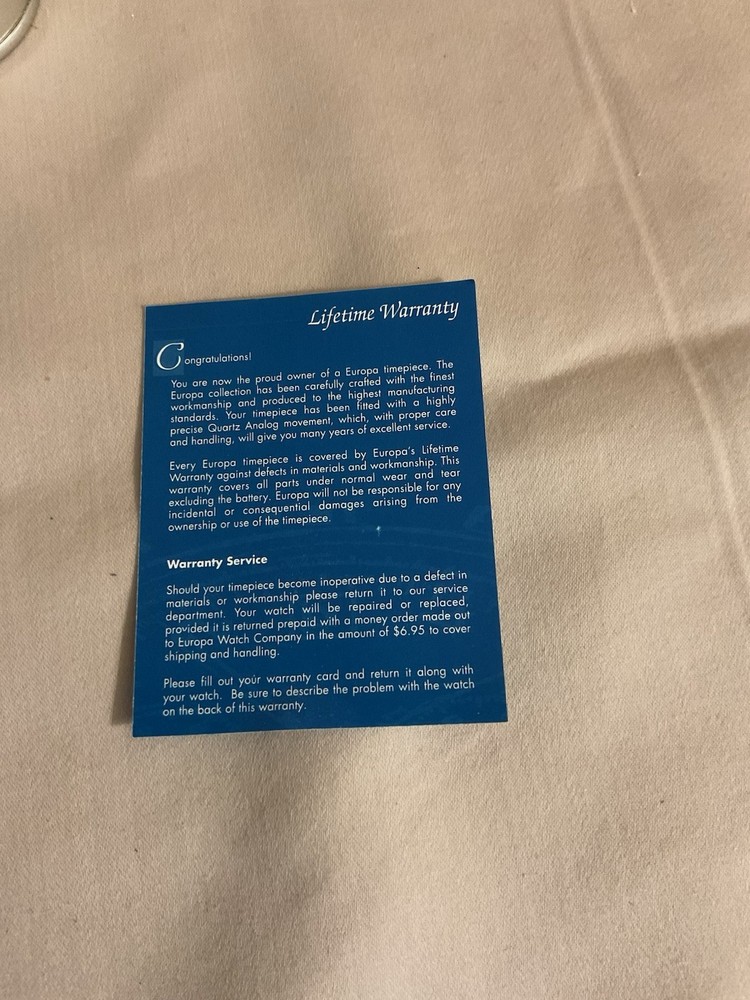 Lifetime Warranty
Congratulations!
You are now the proud owner of a Europa timepiece. The
Europa collection has been carefully crafted with the finest
workmanship and produced to the highest manufacturing
standards. Your timepiece has been fitted with a highly
precise Quartz Analog movement, which, with proper care
and handling, will give you many years of excellent service.
Every Europa timepiece is covered by Europa's Lifetime
Warranty against defects in materials and workmanship. This
warranty covers all parts under normal wear and tear
excluding the battery. Europa will not be responsible for any
incidental or consequential damages arising from the
ownership or use of the timepiece.
Warranty Service
Should your timepiece become inoperative due to a defect in
materials or workmanship please return it to our service
department. Your watch will be repaired or replaced,
provided it is returned prepaid with a money order made out
to Europa Watch Company in the amount of $6.95 to cover
shipping and handling.
Please fill out your warranty card and return it along with
your watch. Be sure to describe the problem with the watch
on the back of this warranty.